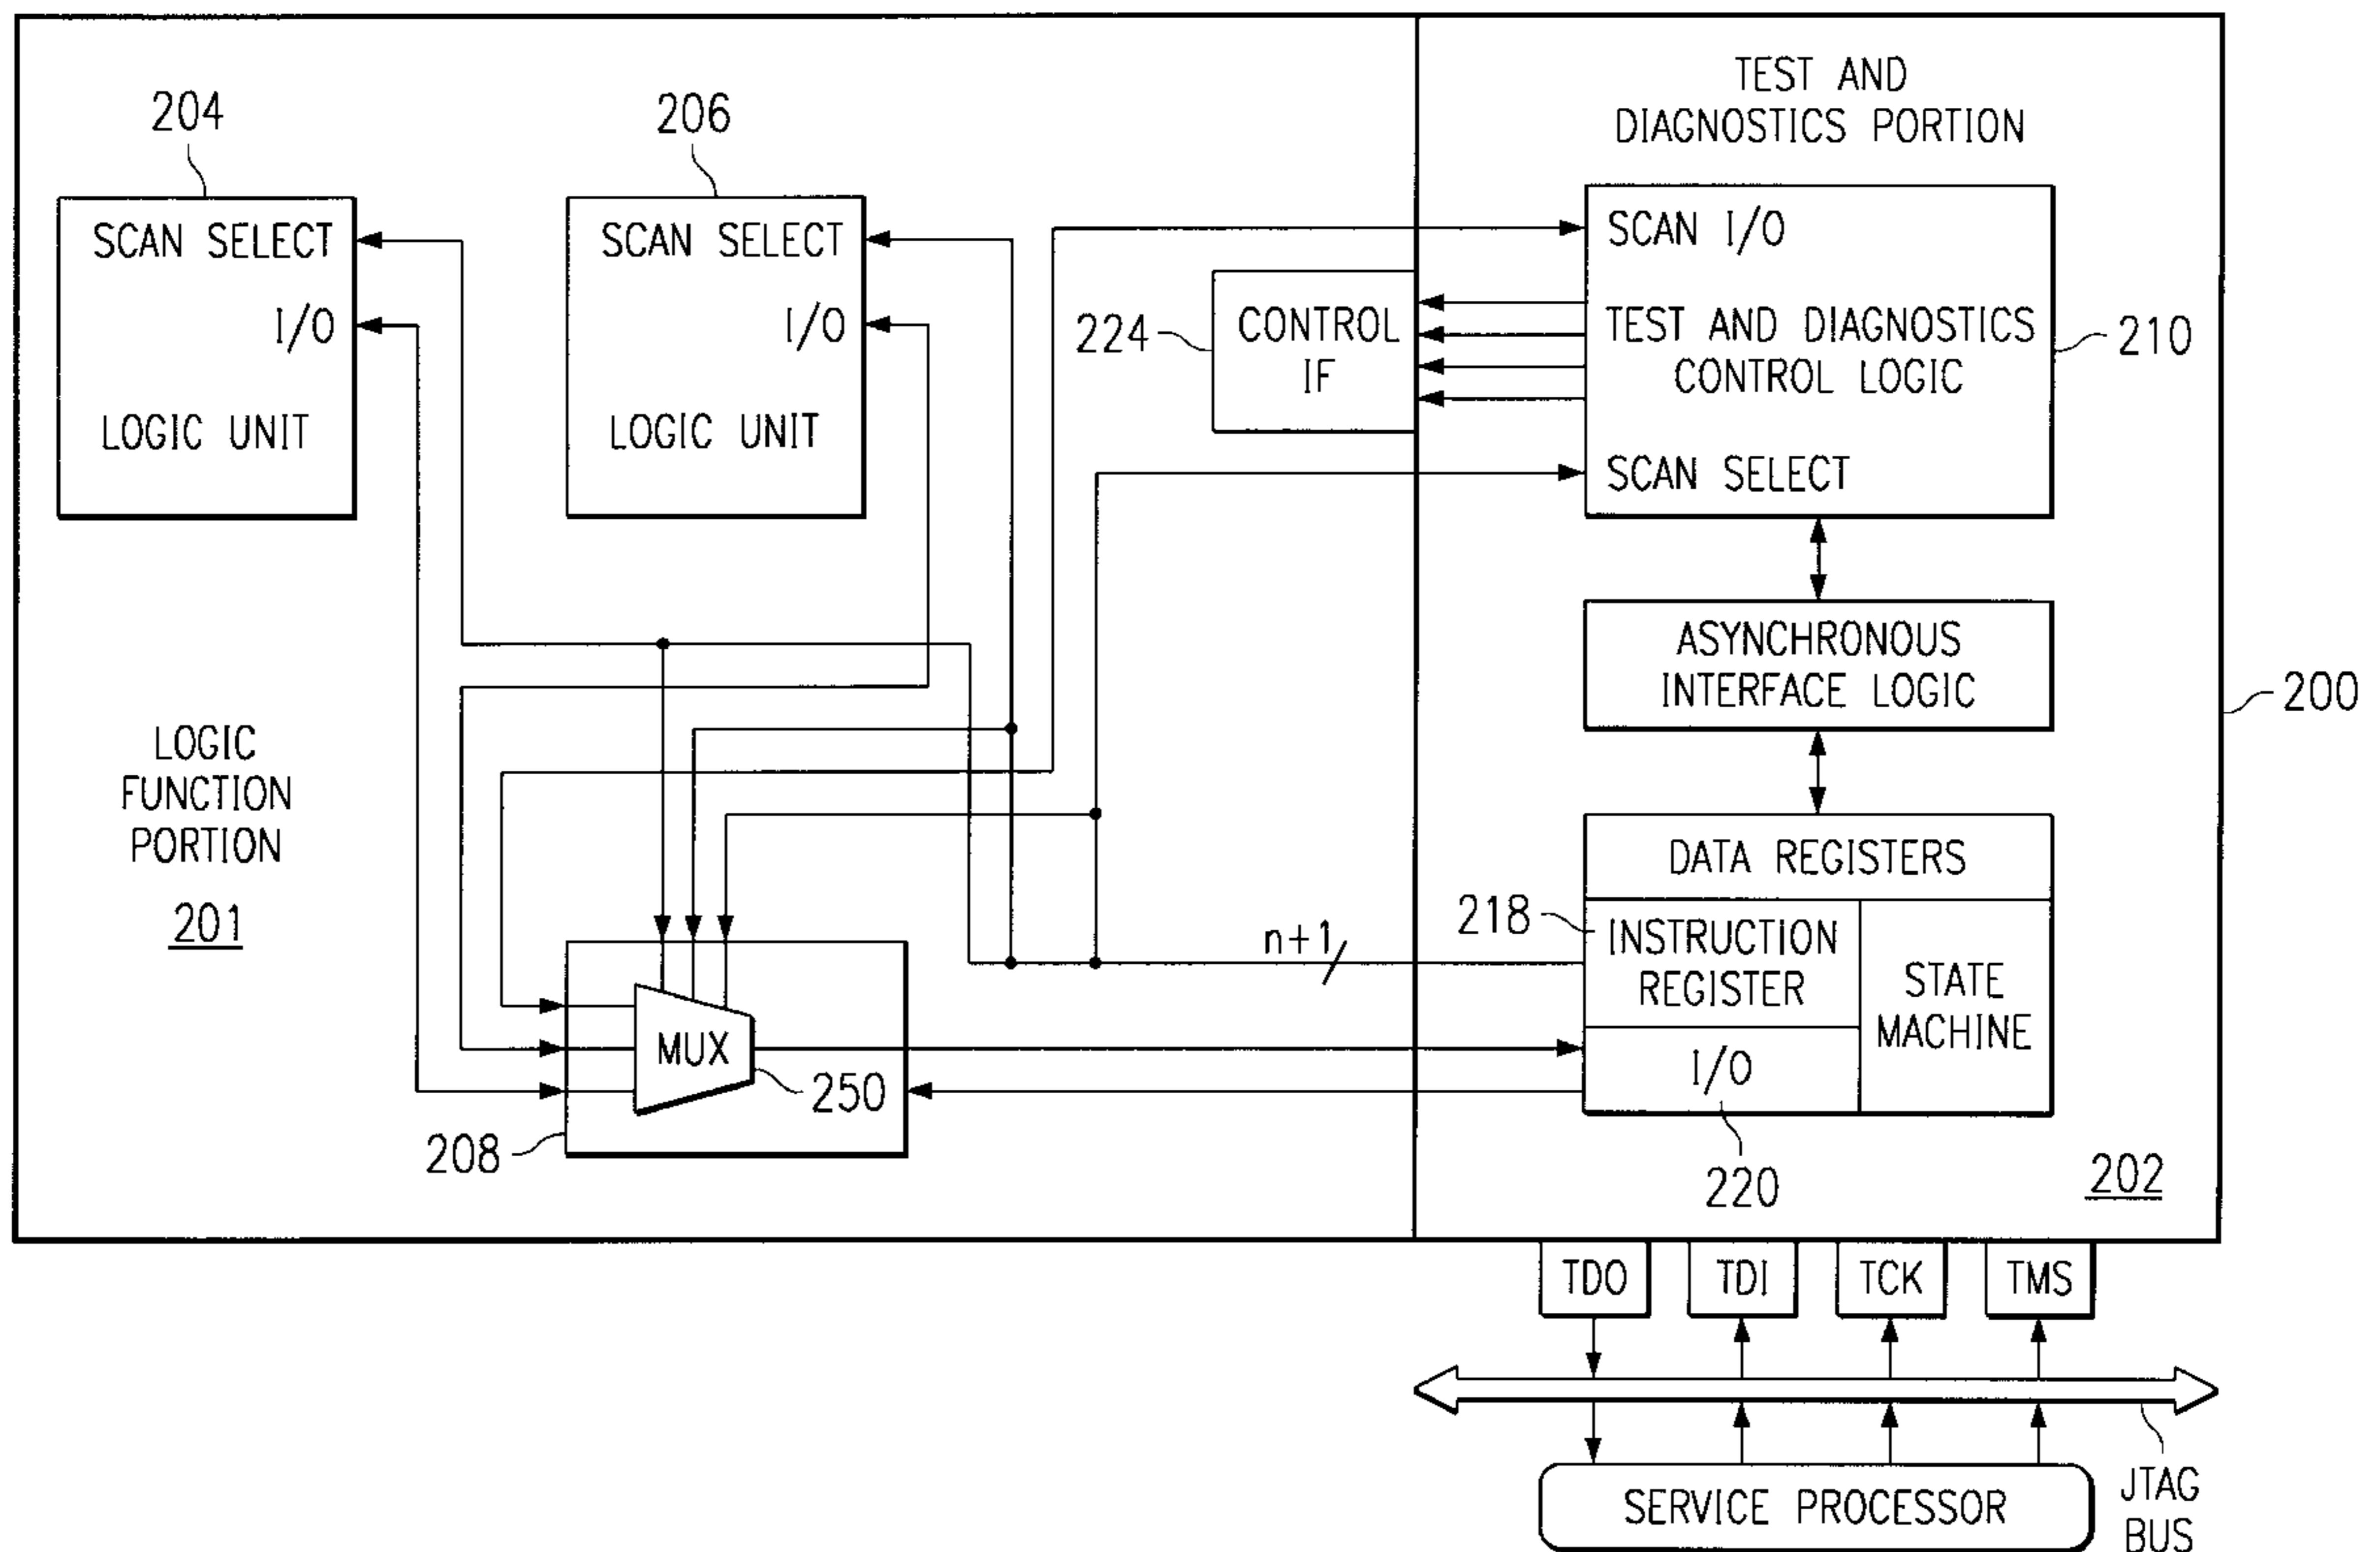 TEST AND
DIAGNOSTICS PORTION
204
206
SCAN SELECT
I/O
LOGIC UNIT
SCAN SELECT
I/O
LOGIC UNIT
224
CONTROL
IF
SCAN I/O
TEST AND DIAGNOSTICS
CONTROL LOGIC
SCAN SELECT
210
ASYNCHRONOUS
INTERFACE LOGIC
200
LOGIC
FUNCTION
PORTION
201
DATA REGISTERS
218
INSTRUCTION
REGISTER
STATE
MACHINE
I/O
220
n+1
MUX
250
208
202
TDO
TDI
TCK
TMS
JTAG
BUS
SERVICE PROCESSOR